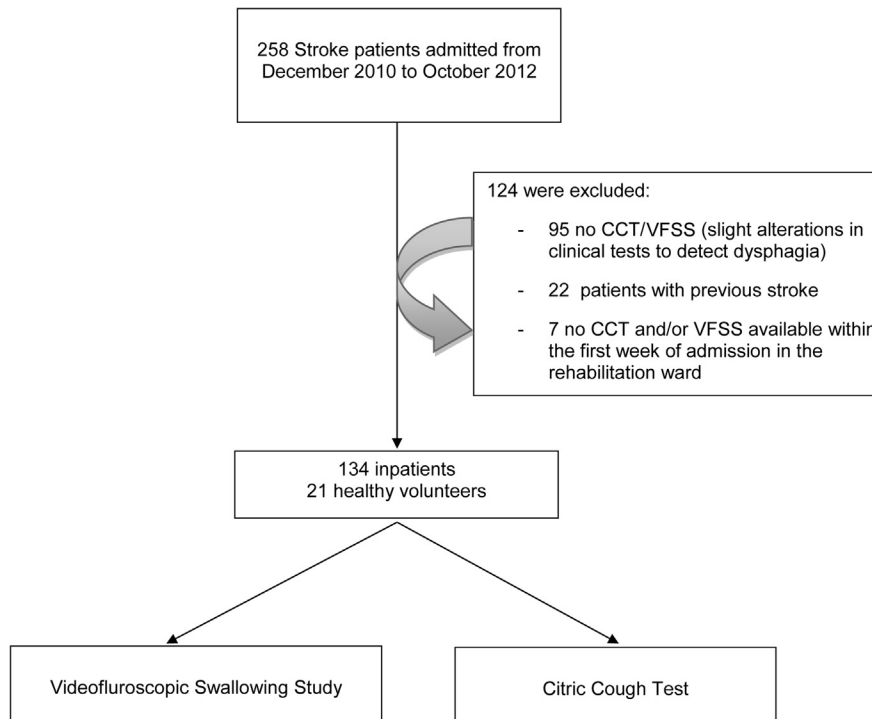 258 Stroke patients admitted from
December 2010 to October 2012
124 were excluded:
- 95 no CCT/VFSS (slight alterations in
clinical tests to detect dysphagia)
- 22 patients with previous stroke
- 7 no CCT and/or VFSS available within
the first week of admission in the
rehabilitation ward
134 inpatients
21 healthy volunteers
Videofluroscopic Swallowing Study
Citric Cough Test